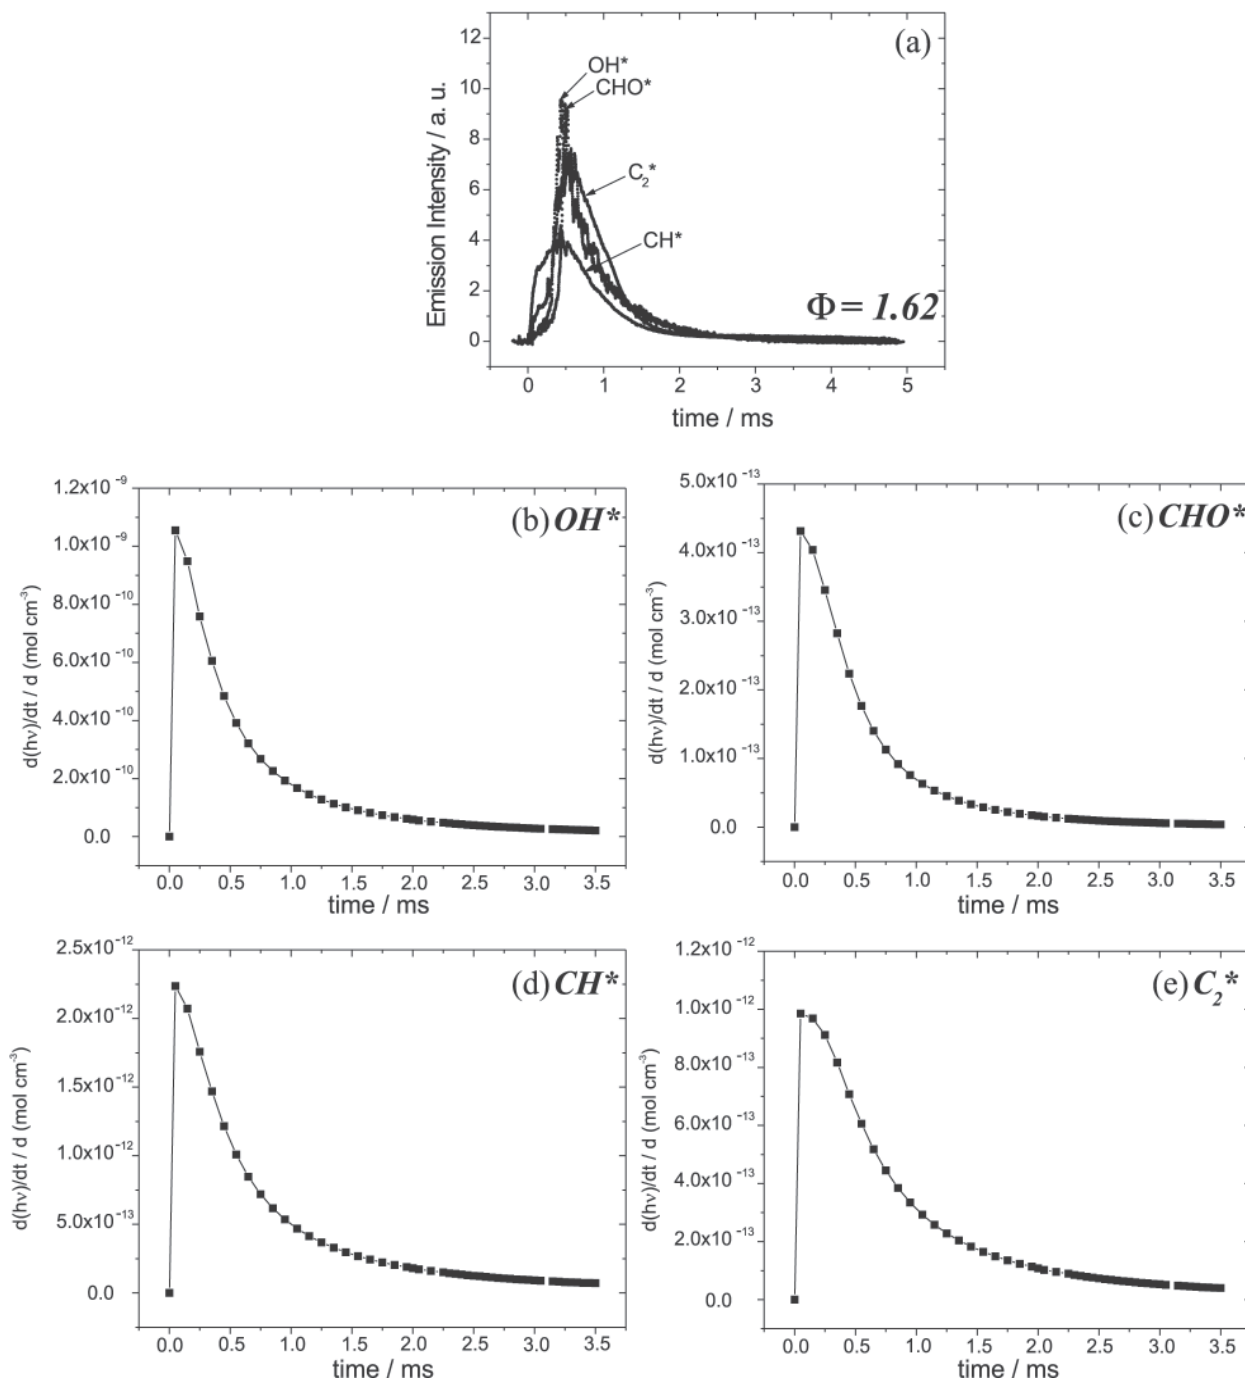 12
10
8
6
4
2
0
Emission Intensity / a. u.
(a)
OH*
CHO*
C₂*
CH*
Φ = 1.62
0 1 2 3 4 5
time / ms
1.2x10⁻⁹
1.0x10⁻⁹
8.0x10⁻¹⁰
6.0x10⁻¹⁰
4.0x10⁻¹⁰
2.0x10⁻¹⁰
0.0
d(hν)/dt / d (mol cm⁻³)
(b) OH*
0.0 0.5 1.0 1.5 2.0 2.5 3.0 3.5
time / ms
5.0x10⁻¹³
4.0x10⁻¹³
3.0x10⁻¹³
2.0x10⁻¹³
1.0x10⁻¹³
0.0
d(hν)/dt / d (mol cm⁻³)
(c) CHO*
0.0 0.5 1.0 1.5 2.0 2.5 3.0 3.5
time / ms
2.5x10⁻¹²
2.0x10⁻¹²
1.5x10⁻¹²
1.0x10⁻¹²
5.0x10⁻¹³
0.0
d(hν)/dt / d (mol cm⁻³)
(d) CH*
0.0 0.5 1.0 1.5 2.0 2.5 3.0 3.5
time / ms
1.2x10⁻¹²
1.0x10⁻¹²
8.0x10⁻¹³
6.0x10⁻¹³
4.0x10⁻¹³
2.0x10⁻¹³
0.0
d(hν)/dt / d (mol cm⁻³)
(e) C₂*
0.0 0.5 1.0 1.5 2.0 2.5 3.0 3.5
time / ms